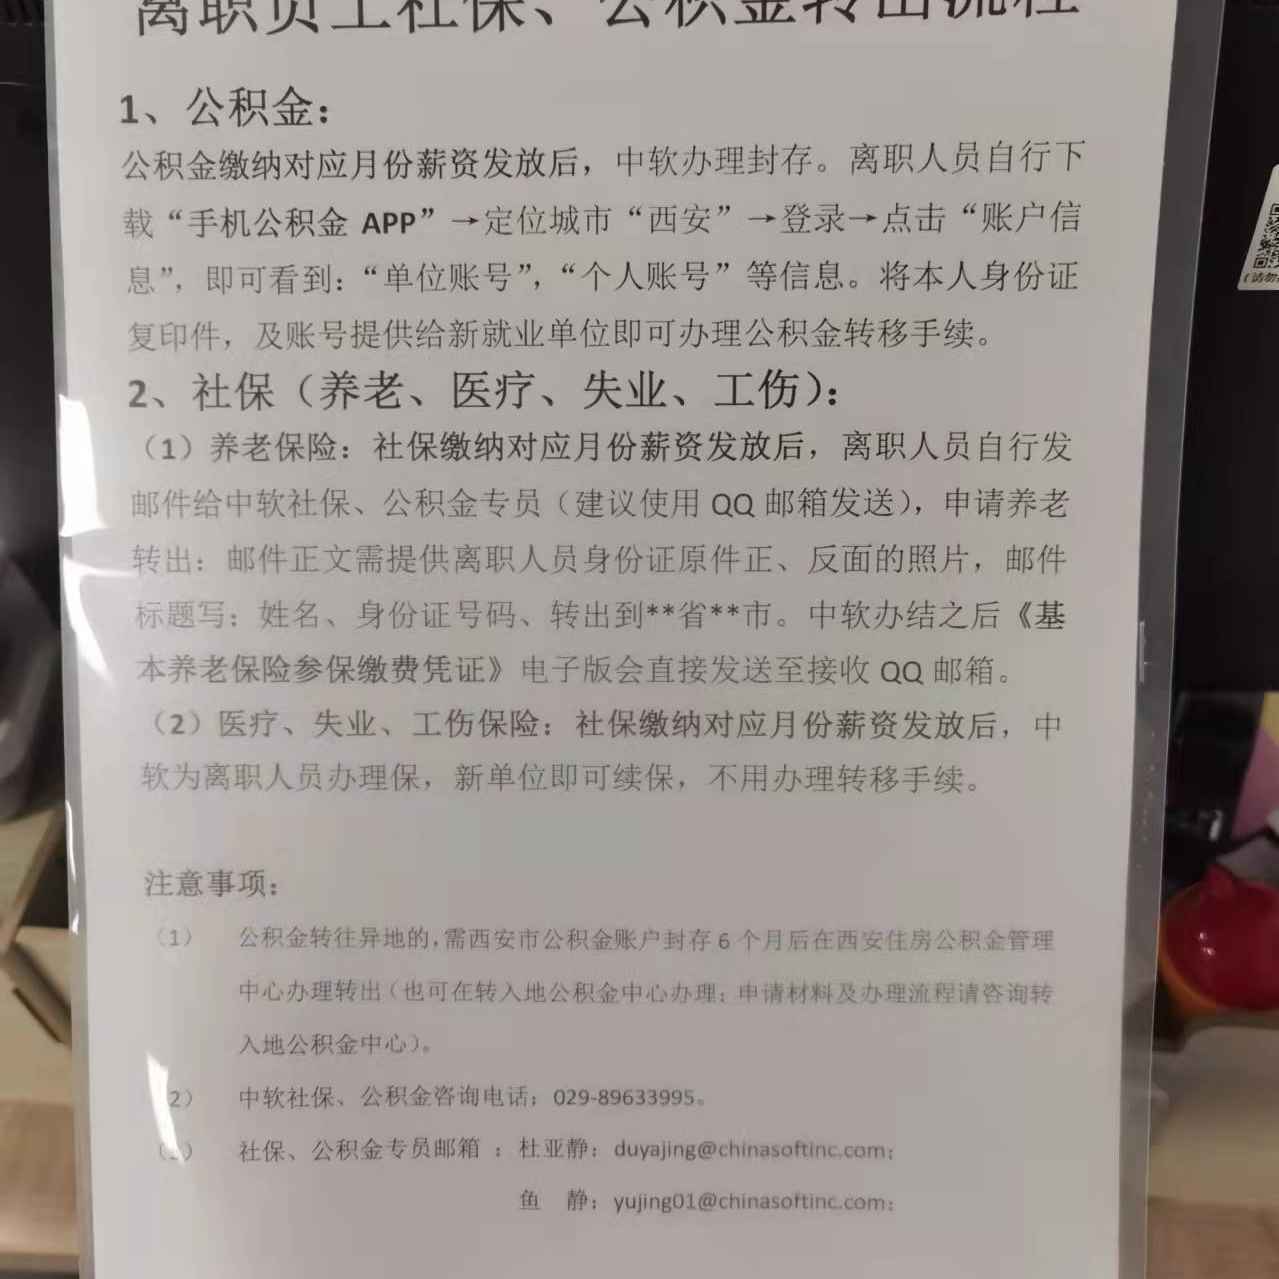 离职员工社保、公积金转出流程
1、公积金：
公积金缴纳对应月份薪资发放后，中软办理封存。离职人员自行下
载“手机公积金 APP”→定位城市“西安”→登录→点击“账户信
息”，即可看到：“单位账号”，“个人账号”等信息。将本人身份证
复印件，及账号提供给新就业单位即可办理公积金转移手续。
2、社保（养老、医疗、失业、工伤）：
（1）养老保险：社保缴纳对应月份薪资发放后，离职人员自行发
邮件给中软社保、公积金专员（建议使用 QQ 邮箱发送），申请养老
转出：邮件正文需提供离职人员身份证原件正、反面的照片，邮件
标题写：姓名、身份证号码、转出到**省**市。中软办结之后《基
本养老保险参保缴费凭证》电子版会直接发送至接收 QQ 邮箱。
（2）医疗、失业、工伤保险：社保缴纳对应月份薪资发放后，中
软为离职人员办理保，新单位即可续保，不用办理转移手续。
注意事项：
（1） 公积金转往异地的，需西安市公积金账户封存 6 个月后在西安住房公积金管理
中心办理转出（也可在转入地公积金中心办理；申请材料及办理流程请咨询转
入地公积金中心）。
2） 中软社保、公积金咨询电话：029-89633995。
社保、公积金专员邮箱 ：杜亚静：duyajing@chinasoftinc.com；
鱼 静：yujing01@chinasoftinc.com；